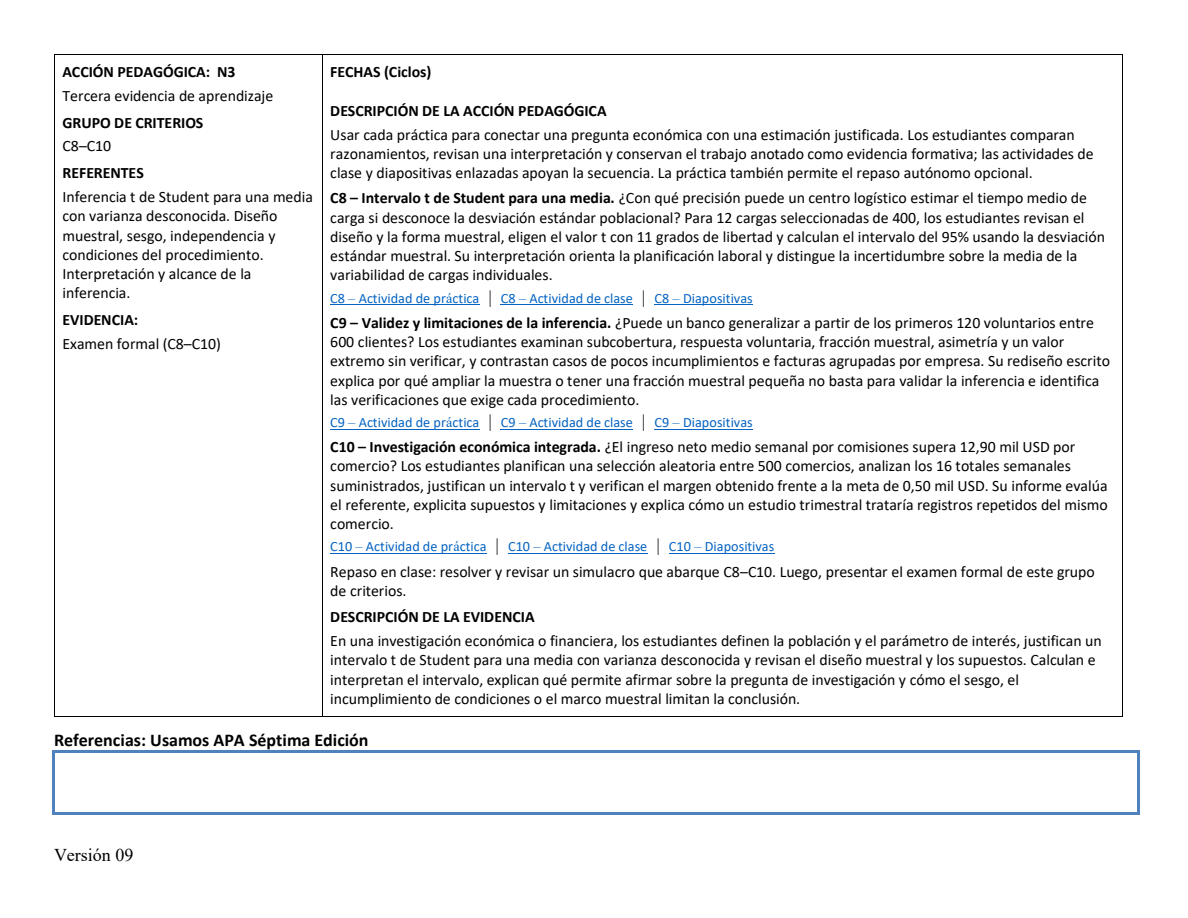 ACCIÓN PEDAGÓGICA: N3
Tercera evidencia de aprendizaje
GRUPO DE CRITERIOS
C8–C10
REFERENTES
Inferencia t de Student para una media
con varianza desconocida. Diseño
muestral, sesgo, independencia y
condiciones del procedimiento.
Interpretación y alcance de la
inferencia.
EVIDENCIA:
Examen formal (C8–C10)
FECHAS (Ciclos)
DESCRIPCIÓN DE LA ACCIÓN PEDAGÓGICA
Usar cada práctica para conectar una pregunta económica con una estimación justificada. Los estudiantes comparan
razonamientos, revisan una interpretación y conservan el trabajo anotado como evidencia formativa; las actividades de
clase y diapositivas enlazadas apoyan la secuencia. La práctica también permite el repaso autónomo opcional.
C8 – Intervalo t de Student para una media. ¿Con qué precisión puede un centro logístico estimar el tiempo medio de
carga si desconoce la desviación estándar poblacional? Para 12 cargas seleccionadas de 400, los estudiantes revisan el
diseño y la forma muestral, eligen el valor t con 11 grados de libertad y calculan el intervalo del 95% usando la desviación
estándar muestral. Su interpretación orienta la planificación laboral y distingue la incertidumbre sobre la media de la
variabilidad de cargas individuales.
C8 – Actividad de práctica | C8 – Actividad de clase | C8 – Diapositivas
C9 – Validez y limitaciones de la inferencia. ¿Puede un banco generalizar a partir de los primeros 120 voluntarios entre
600 clientes? Los estudiantes examinan subcobertura, respuesta voluntaria, fracción muestral, asimetría y un valor
extremo sin verificar, y contrastan casos de pocos incumplimientos e facturas agrupadas por empresa. Su rediseño escrito
explica por qué ampliar la muestra o tener una fracción muestral pequeña no basta para validar la inferencia e identifica
las verificaciones que exige cada procedimiento.
C9 – Actividad de práctica | C9 – Actividad de clase | C9 – Diapositivas
C10 – Investigación económica integrada. ¿El ingreso neto medio semanal por comisiones supera 12,90 mil USD por
comercio? Los estudiantes planifican una selección aleatoria entre 500 comercios, analizan los 16 totales semanales
suministrados, justifican un intervalo t y verifican el margen obtenido frente a la meta de 0,50 mil USD. Su informe evalúa
el referente, explicita supuestos y limitaciones y explica cómo un estudio trimestral trataría registros repetidos del mismo
comercio.
C10 – Actividad de práctica | C10 – Actividad de clase | C10 – Diapositivas
Repaso en clase: resolver y revisar un simulacro que abarque C8–C10. Luego, presentar el examen formal de este grupo
de criterios.
DESCRIPCIÓN DE LA EVIDENCIA
En una investigación económica o financiera, los estudiantes definen la población y el parámetro de interés, justifican un
intervalo t de Student para una media con varianza desconocida y revisan el diseño muestral y los supuestos. Calculan e
interpretan el intervalo, explican qué permite afirmar sobre la pregunta de investigación y cómo el sesgo, el
incumplimiento de condiciones o el marco muestral limitan la conclusión.
Referencias: Usamos APA Séptima Edición
Versión 09